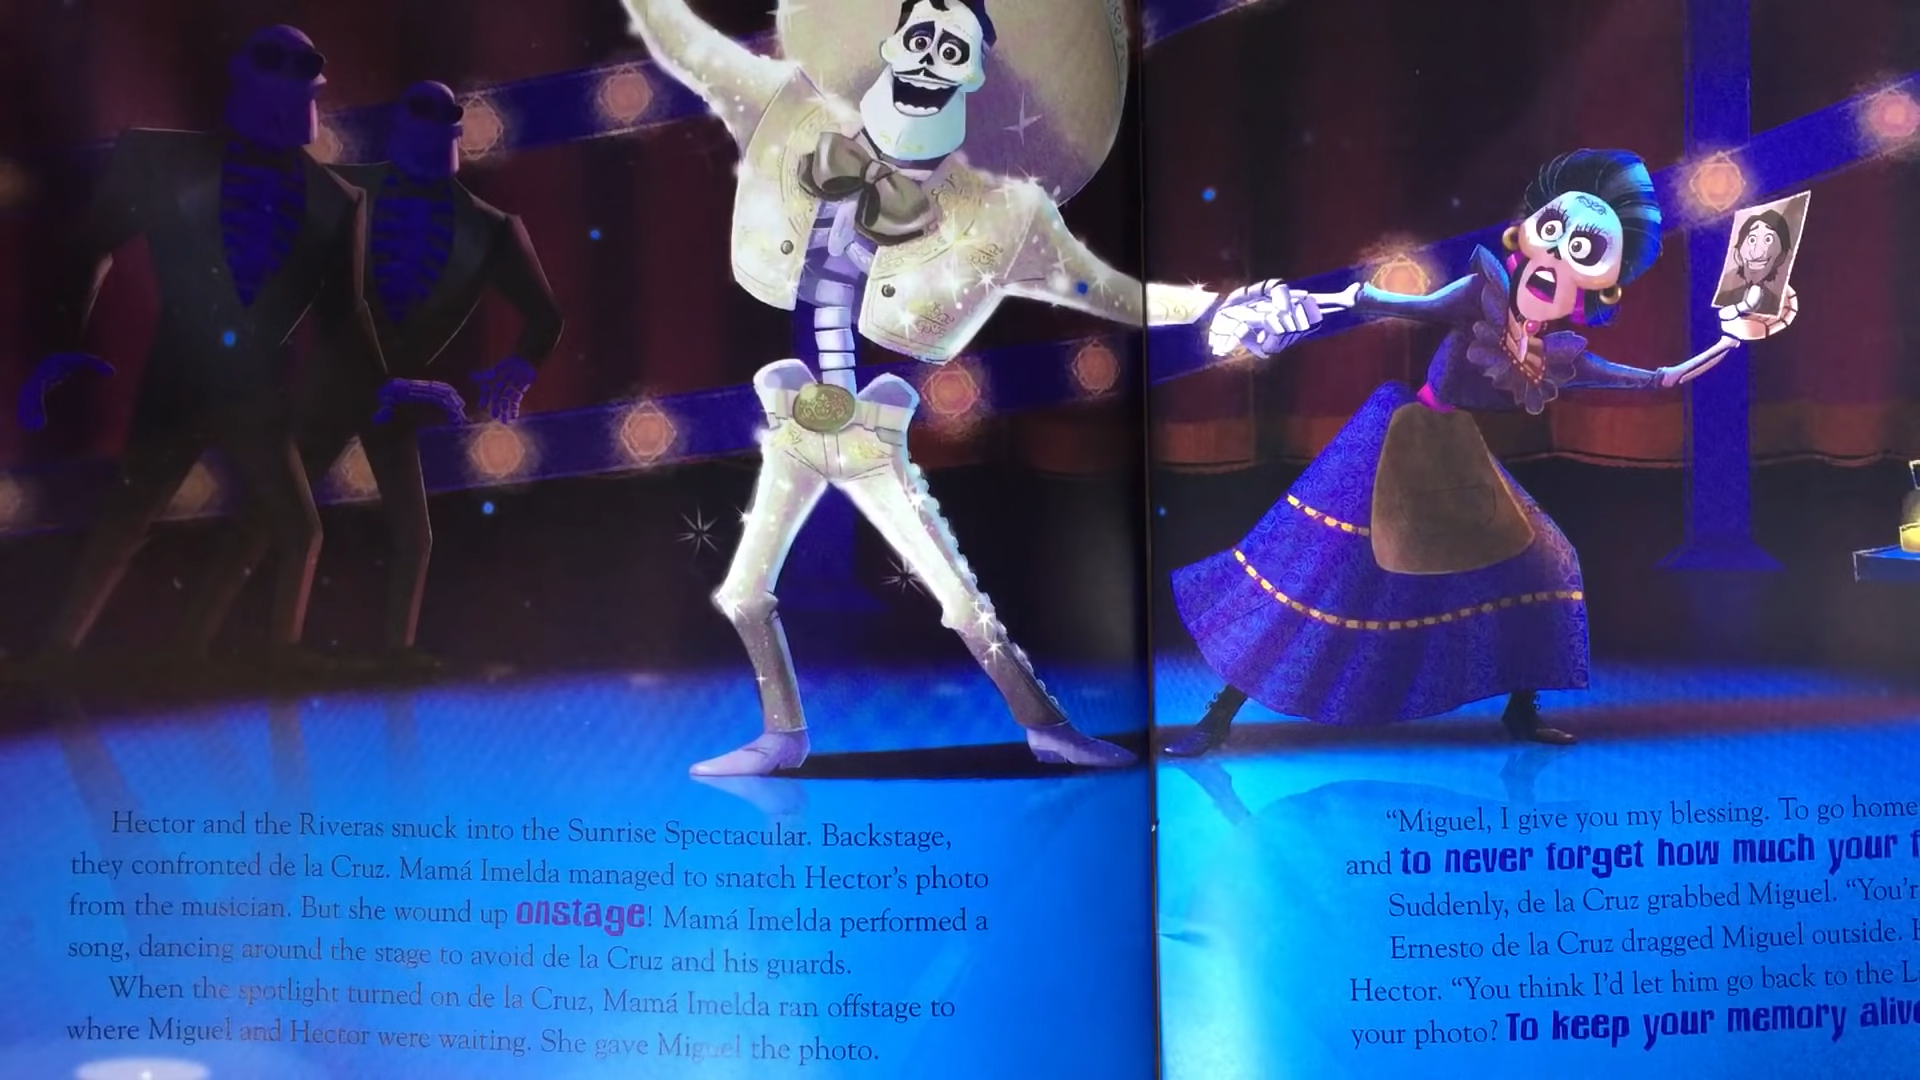 Hector and the Riveras snuck into the Sunrise Spectacular. Backstage,
they confronted de la Cruz. Mamá Imelda managed to snatch Hector's photo
from the musician. But she wound up onstage! Mamá Imelda performed a
song, dancing around the stage to avoid de la Cruz and his guards.
When the spotlight turned on de la Cruz, Mamá Imelda ran offstage to
where Miguel and Hector were waiting. She gave Miguel the photo.
“Miguel, I give you my blessing. To go home
and to never forget how much your
Suddenly, de la Cruz grabbed Miguel. “You'r
Ernesto de la Cruz dragged Miguel outside.
Hector. “You think I'd let him go back to the L
your photo? To keep your memory alive